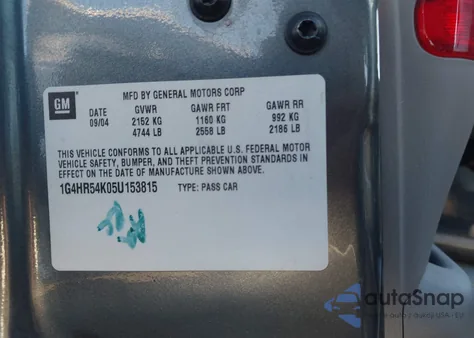 GM
MFD BY GENERAL MOTORS CORP
DATE GVWR GAWR FRT GAWR RR
09/04 2152 KG 1160 KG 992 KG
4744 LB 2558 LB 2186 LB
THIS VEHICLE CONFORMS TO ALL APPLICABLE U.S. FEDERAL MOTOR
VEHICLE SAFETY, BUMPER, AND THEFT PREVENTION STANDARDS IN
EFFECT ON THE DATE OF MANUFACTURE SHOWN ABOVE.
1G4HR54K05U153815 TYPE: PASS CAR
autoSnap